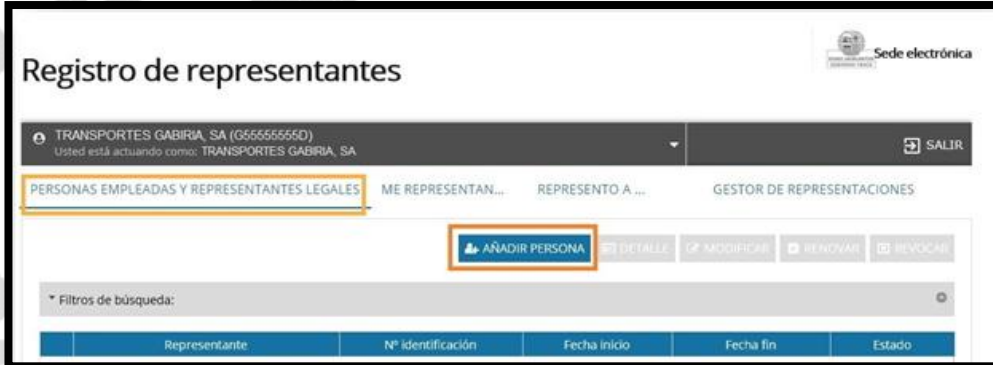 Sede electrónica
Registro de representantes
TRANSPORTES GABIRIA, SA (G55555555D)
Usted está actuando como: TRANSPORTES GABIRIA, SA
SALIR
PERSONAS EMPLEADAS Y REPRESENTANTES LEGALES ME REPRESENTAN... REPRESENTO A ... GESTOR DE REPRESENTACIONES
AÑADIR PERSONA DETALLE MODIFICAR RENOVAR REVOCAR
* Filtros de búsqueda:
Representante Nº identificación Fecha inicio Fecha fin Estado